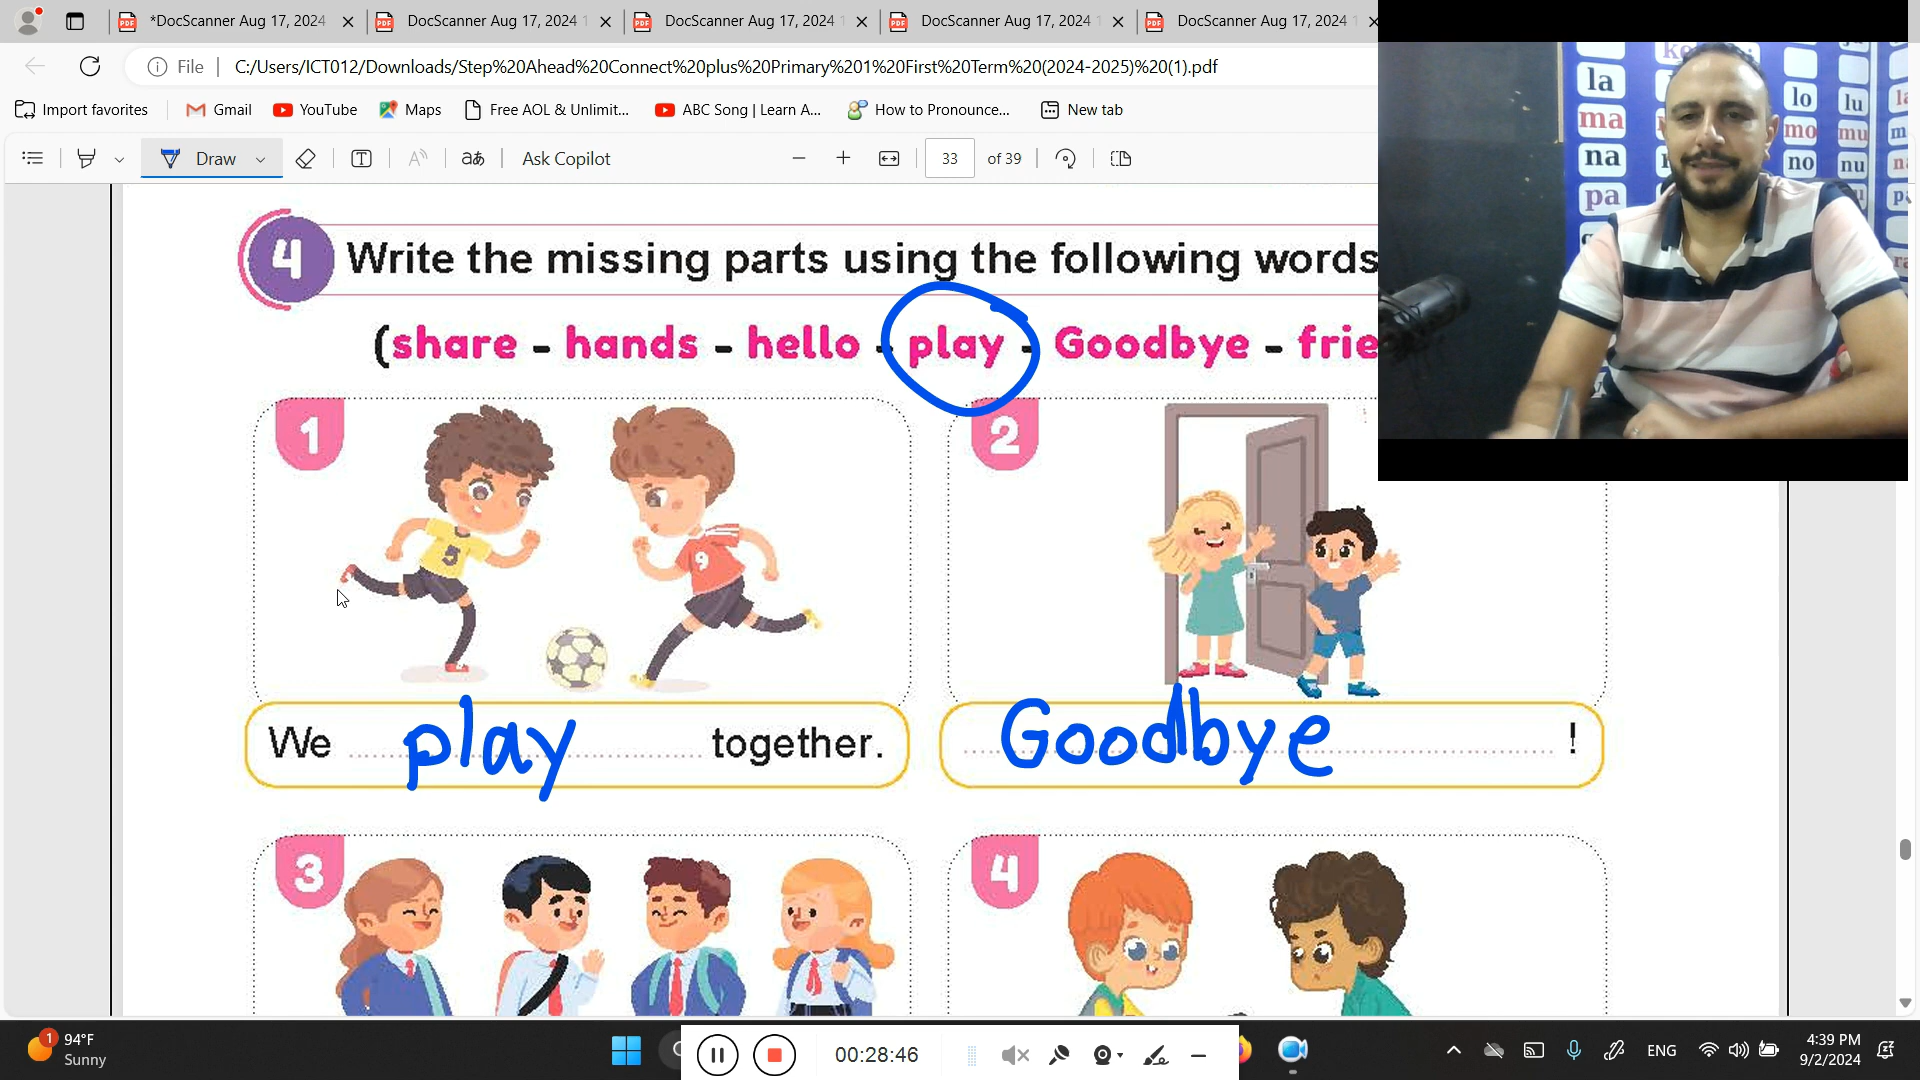 *DocScanner Aug 17, 2024
DocScanner Aug 17, 2024
DocScanner Aug 17, 2024
DocScanner Aug 17, 2024
DocScanner Aug 17, 2024
File
C:/Users/ICT012/Downloads/Step%20Ahead%20Connect%20plus%20Primary%201%20First%20Term%20(2024-2025)%20(1).pdf
Import favorites
Gmail
YouTube
Maps
Free AOL & Unlimit...
ABC Song | Learn A...
How to Pronounce...
New tab
Draw
Ask Copilot
33 of 39
la lo lu
ma mo mu
na no nu
pa
4 Write the missing parts using the following words
(share - hands - hello - play - Goodbye - frie
1
2
We play together.
Goodbye !
3
4
94°F
Sunny
00:28:46
ENG
4:39 PM
9/2/2024